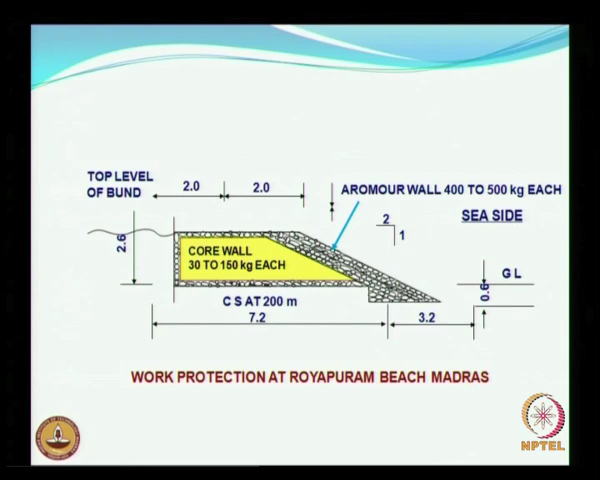 TOP LEVEL
OF BUND
2.0
2.0
AROMOUR WALL 400 TO 500 kg EACH
2
1
SEA SIDE
2.6
CORE WALL
30 TO 150 kg EACH
G L
0.6
C S AT 200 m
7.2
3.2
WORK PROTECTION AT ROYAPURAM BEACH MADRAS
NPTEL